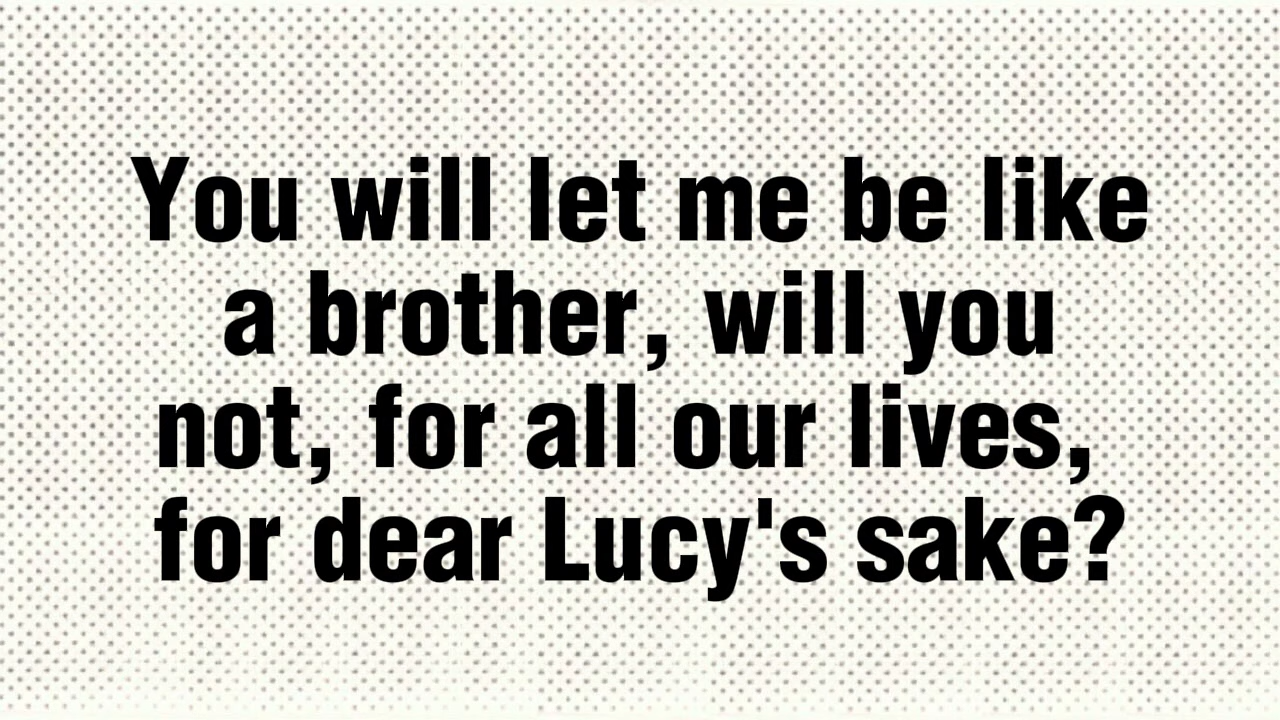 You will let me be like
a brother, will you
not, for all our lives,
for dear Lucy's sake?